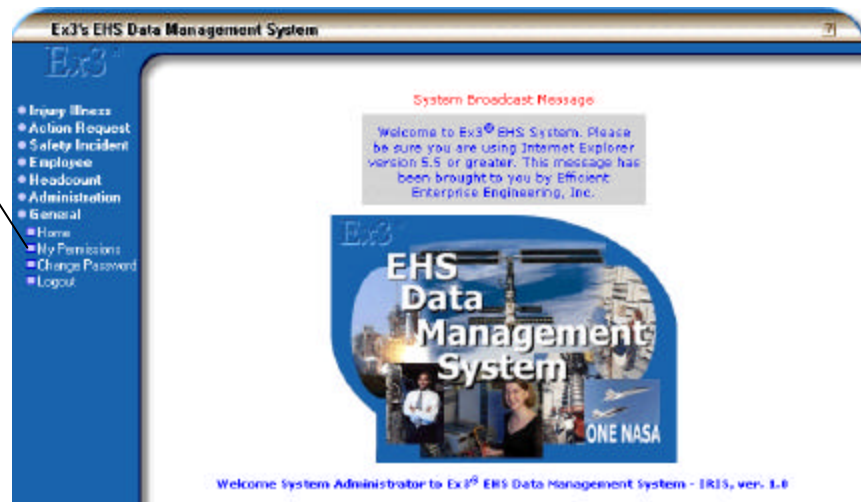 Ex3's EHS Data Management System
?
Ex3
Injury Illness
Action Request
Safety Incident
Employee
Headcount
Administration
General
Home
My Permissions
Change Password
Logout
System Broadcast Message
Welcome to Ex3® EHS System. Please
be sure you are using Internet Explorer
version 5.5 or greater. This message has
been brought to you by Efficient
Enterprise Engineering, Inc.
Ex3
EHS
Data
Management
System
ONE NASA
Welcome System Administrator to Ex3® EHS Data Management System - IRIS, ver. 1.0